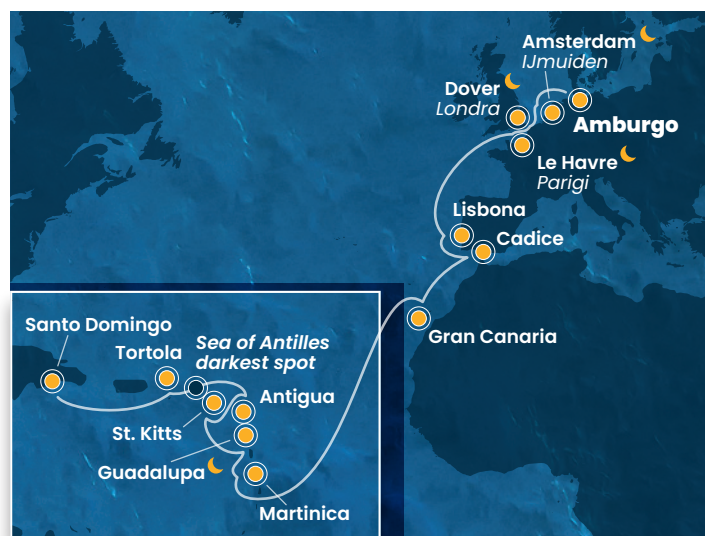 Amsterdam
IJmuiden
Dover
Londra
Amburgo
Le Havre
Parigi
Lisbona
Cadice
Gran Canaria
Santo Domingo
Tortola
Sea of Antilles
darkest spot
Antigua
St. Kitts
Guadalupa
Martinica